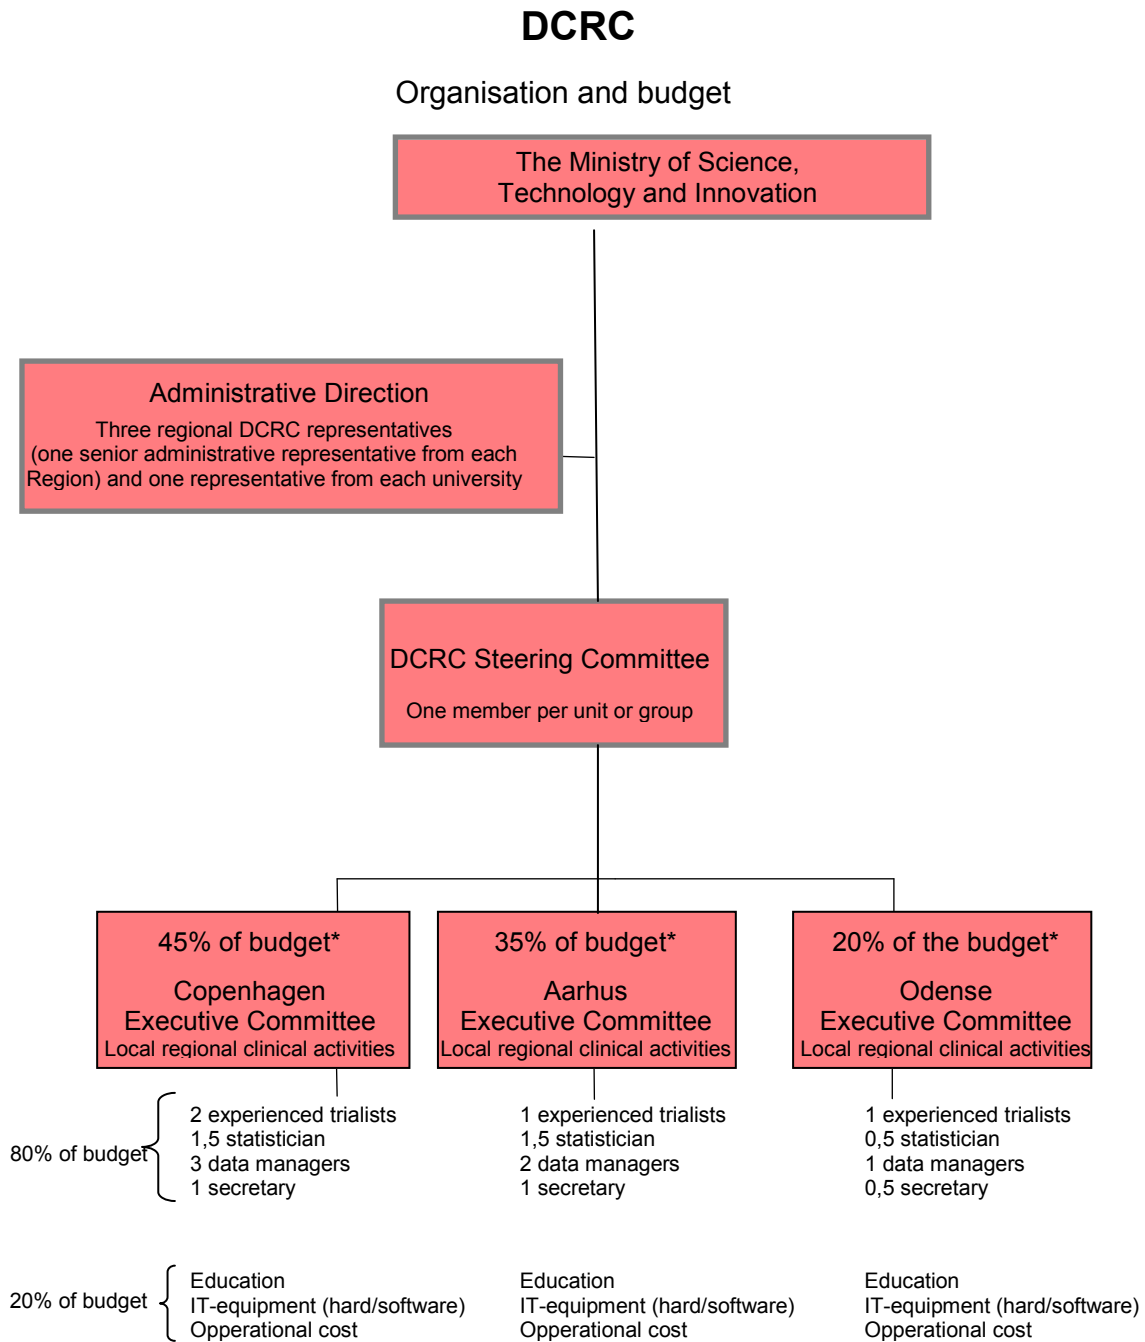 DCRC
Organisation and budget
The Ministry of Science,
Technology and Innovation
Administrative Direction
Three regional DCRC representatives
(one senior administrative representative from each
Region) and one representative from each university
DCRC Steering Committee
One member per unit or group
45% of budget*
Copenhagen
Executive Committee
Local regional clinical activities
35% of budget*
Aarhus
Executive Committee
Local regional clinical activities
20% of the budget*
Odense
Executive Committee
Local regional clinical activities
80% of budget
2 experienced trialists
1,5 statistician
3 data managers
1 secretary
1 experienced trialists
1,5 statistician
2 data managers
1 secretary
1 experienced trialists
0,5 statistician
1 data managers
0,5 secretary
20% of budget
Education
IT-equipment (hard/software)
Opperational cost
Education
IT-equipment (hard/software)
Opperational cost
Education
IT-equipment (hard/software)
Opperational cost